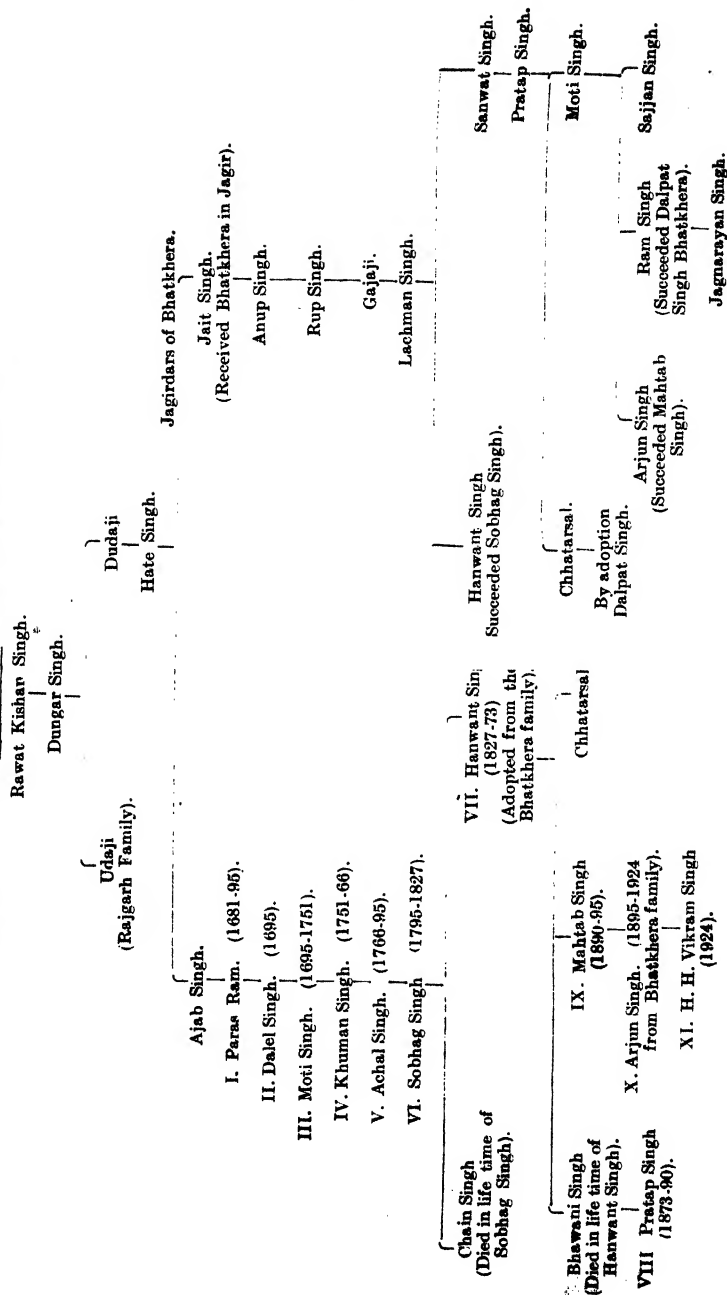 Rawat Kishan Singh.
Dungar Singh.
Udaji
(Rajgarh Family).
Dudaji
Hate Singh.
Ajab Singh.
I. Paras Ram. (1681-95).
II. Dalel Singh. (1695).
III. Moti Singh. (1695-1751).
IV. Khuman Singh. (1751-66).
V. Achal Singh. (1766-95).
VI. Sobhag Singh (1795-1827).
Chain Singh
(Died in life time of
Sobhag Singh).
VII. Hanwant Sin
(1827-73)
(Adopted from the
Bhatkhera family).
Bhawani Singh
(Died in life time of
Hanwant Singh).
VIII Pratap Singh
(1873-90).
IX. Mahtab Singh
(1890-95).
X. Arjun Singh. (1895-1924
from Bhatkhera family).
XI. H. H. Vikram Singh
(1924).
Chhatarsal
Jagirdars of Bhatkhera.
Jait Singh.
(Received Bhatkhera in Jagir).
Anup Singh.
Rup Singh.
Gajaji.
Lachman Singh.
Hanwant Singh
Succeeded Sobhag Singh).
Sanwat Singh.
Pratap Singh.
Chhatarsal.
By adoption
Dalpat Singh.
Moti Singh.
Arjun Singh
(Succeeded Mahtab
Singh).
Ram Singh
(Succeeded Dalpat
Singh Bhatkhera).
Jagnarayan Singh.
Sajjan Singh.